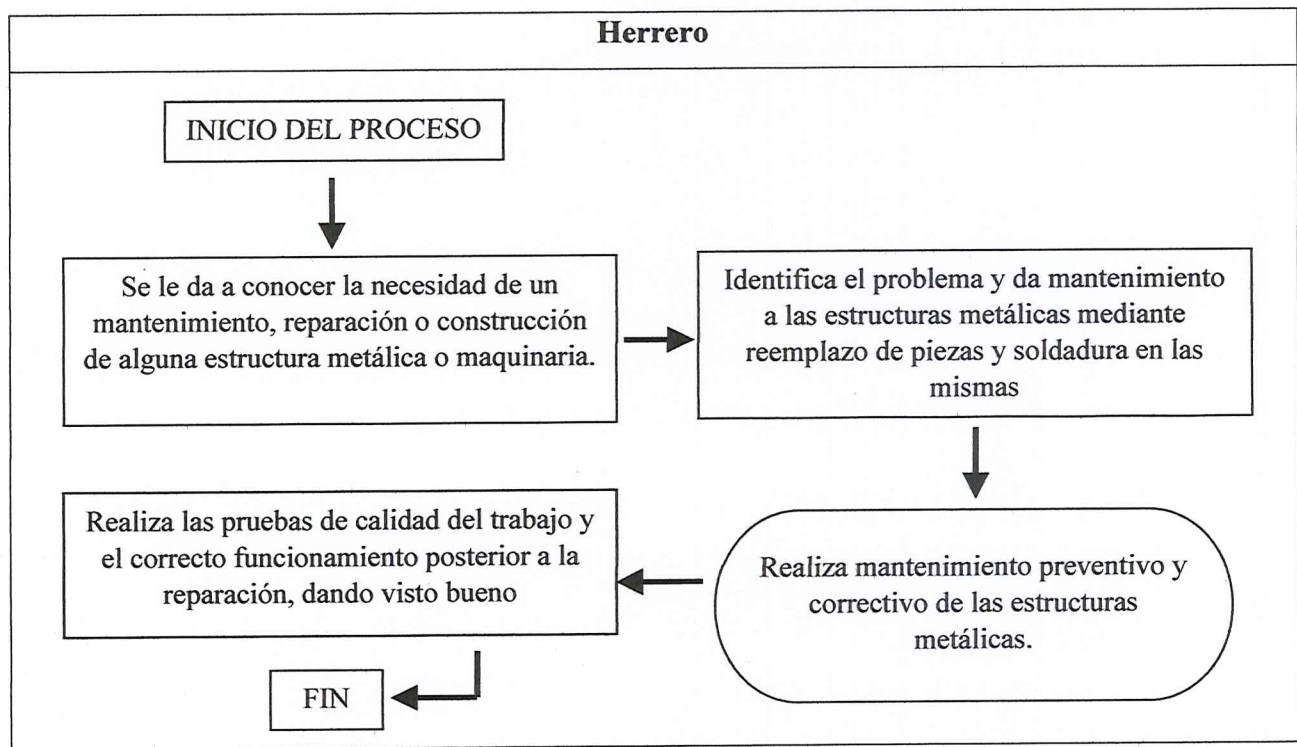 Herrero
INICIO DEL PROCESO
Se le da a conocer la necesidad de un
mantenimiento, reparación o construcción
de alguna estructura metálica o maquinaria.
Identifica el problema y da mantenimiento
a las estructuras metálicas mediante
reemplazo de piezas y soldadura en las
mismas
Realiza mantenimiento preventivo y
correctivo de las estructuras
metálicas.
Realiza las pruebas de calidad del trabajo y
el correcto funcionamiento posterior a la
reparación, dando visto bueno
FIN